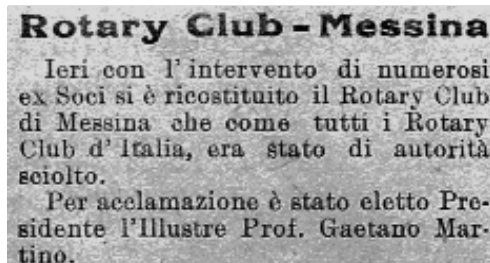 Rotary Club - Messina
Ieri con l'intervento di numerosi
ex Soci si è ricostituito il Rotary Club
di Messina che come tutti i Rotary
Club d'Italia, era stato di autorità
sciolto.
Per acclamazione è stato eletto Pre-
sidente l'Illustre Prof. Gaetano Mar-
tino.